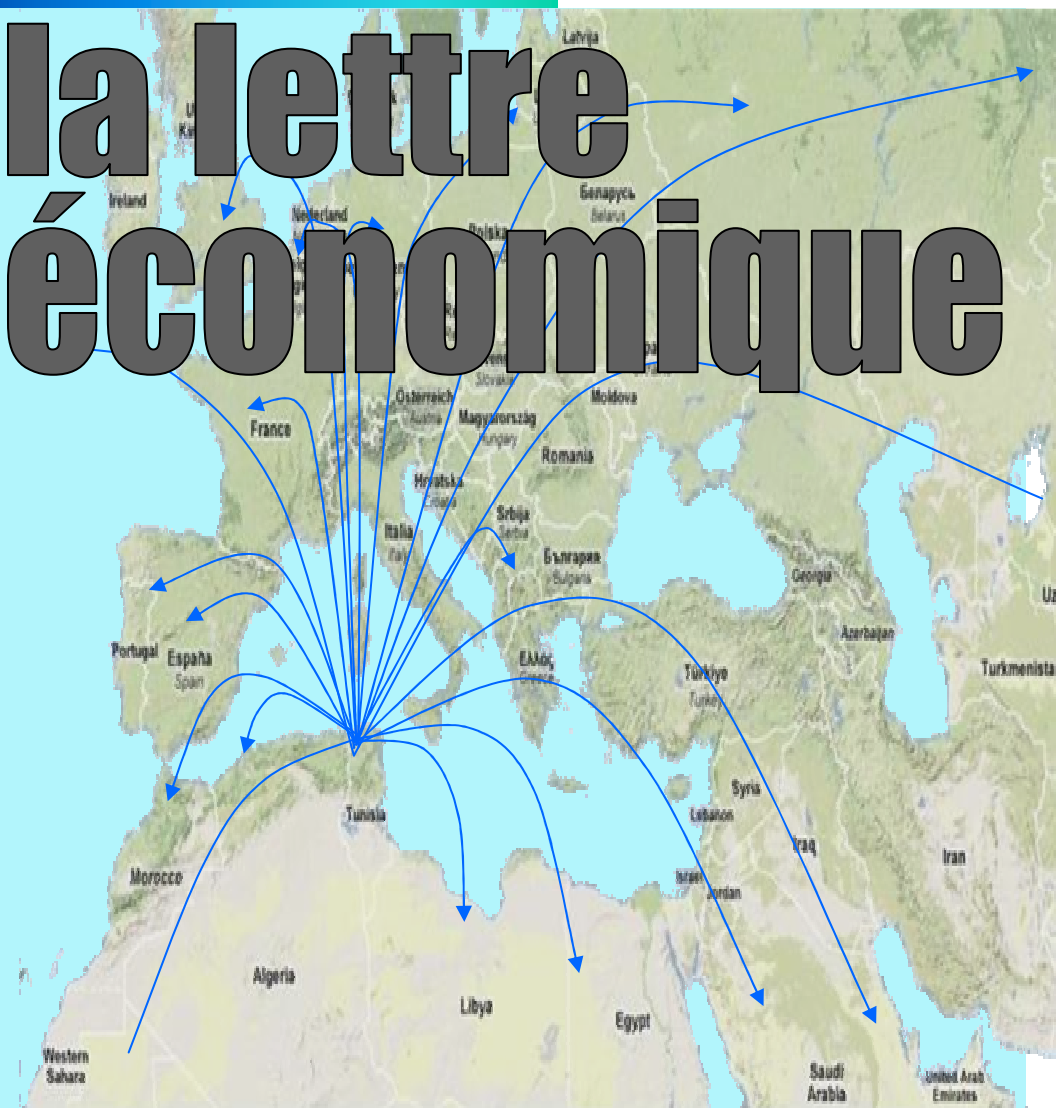 la lettre
économique
Latvija
Ireland
Nederland
Беларусь
Belarus
Polska
Slovakia
Österreich
Austria
Magyarország
Hungary
Moldova
France
Romania
Hrvatska
Croatia
Srbija
Serbia
Italia
Italy
България
Bulgaria
Georgia
Azerbaijan
Portugal
España
Spain
Ελλάς
Greece
Türkiye
Turkey
Turkmenista
Uz
Syria
Tunisia
Lebanon
Iraq
Iran
Morocco
Israel
Jordan
Algeria
Libya
Egypt
Western
Sahara
Saudi
Arabia
United Arab
Emirates